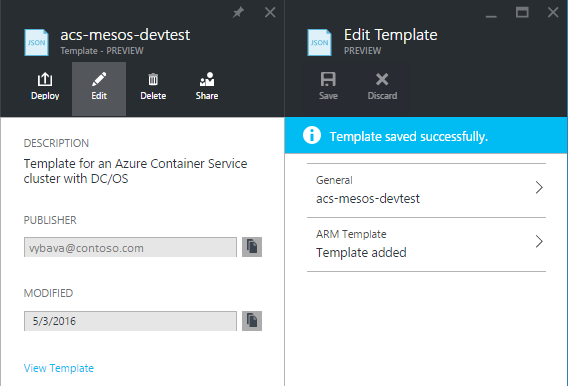 JSON
acs-mesos-devtest
Template - PREVIEW
Deploy
Edit
Delete
Share
DESCRIPTION
Template for an Azure Container Service
cluster with DC/OS
PUBLISHER
vybava@contoso.com
MODIFIED
5/3/2016
View Template
JSON
Edit Template
PREVIEW
Save
Discard
Template saved successfully.
General
acs-mesos-devtest
ARM Template
Template added